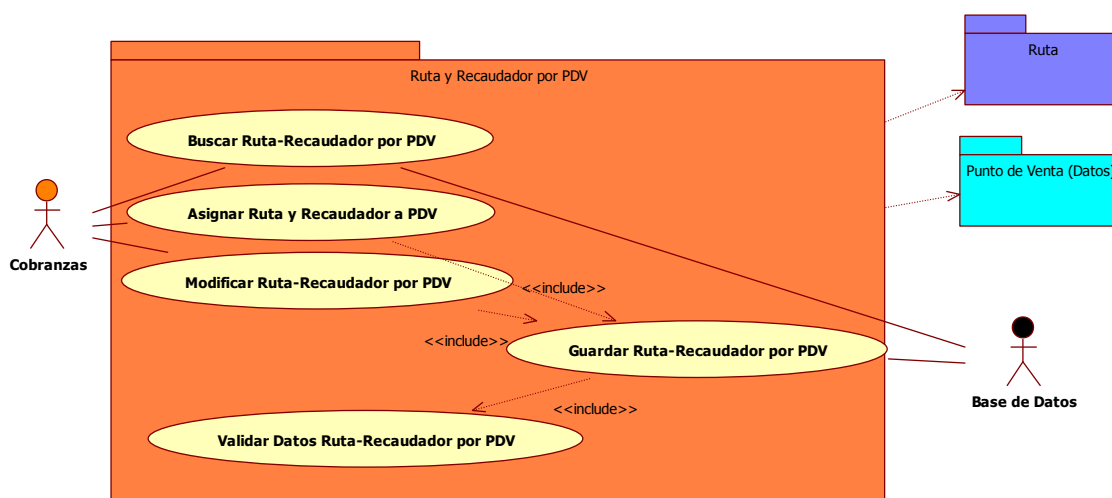 Ruta
Ruta y Recaudador por PDV
Buscar Ruta-Recaudador por PDV
Punto de Venta (Datos)
Asignar Ruta y Recaudador a PDV
Cobranzas
Modificar Ruta-Recaudador por PDV
<<include>>
<<include>>
Guardar Ruta-Recaudador por PDV
Base de Datos
<<include>>
Validar Datos Ruta-Recaudador por PDV